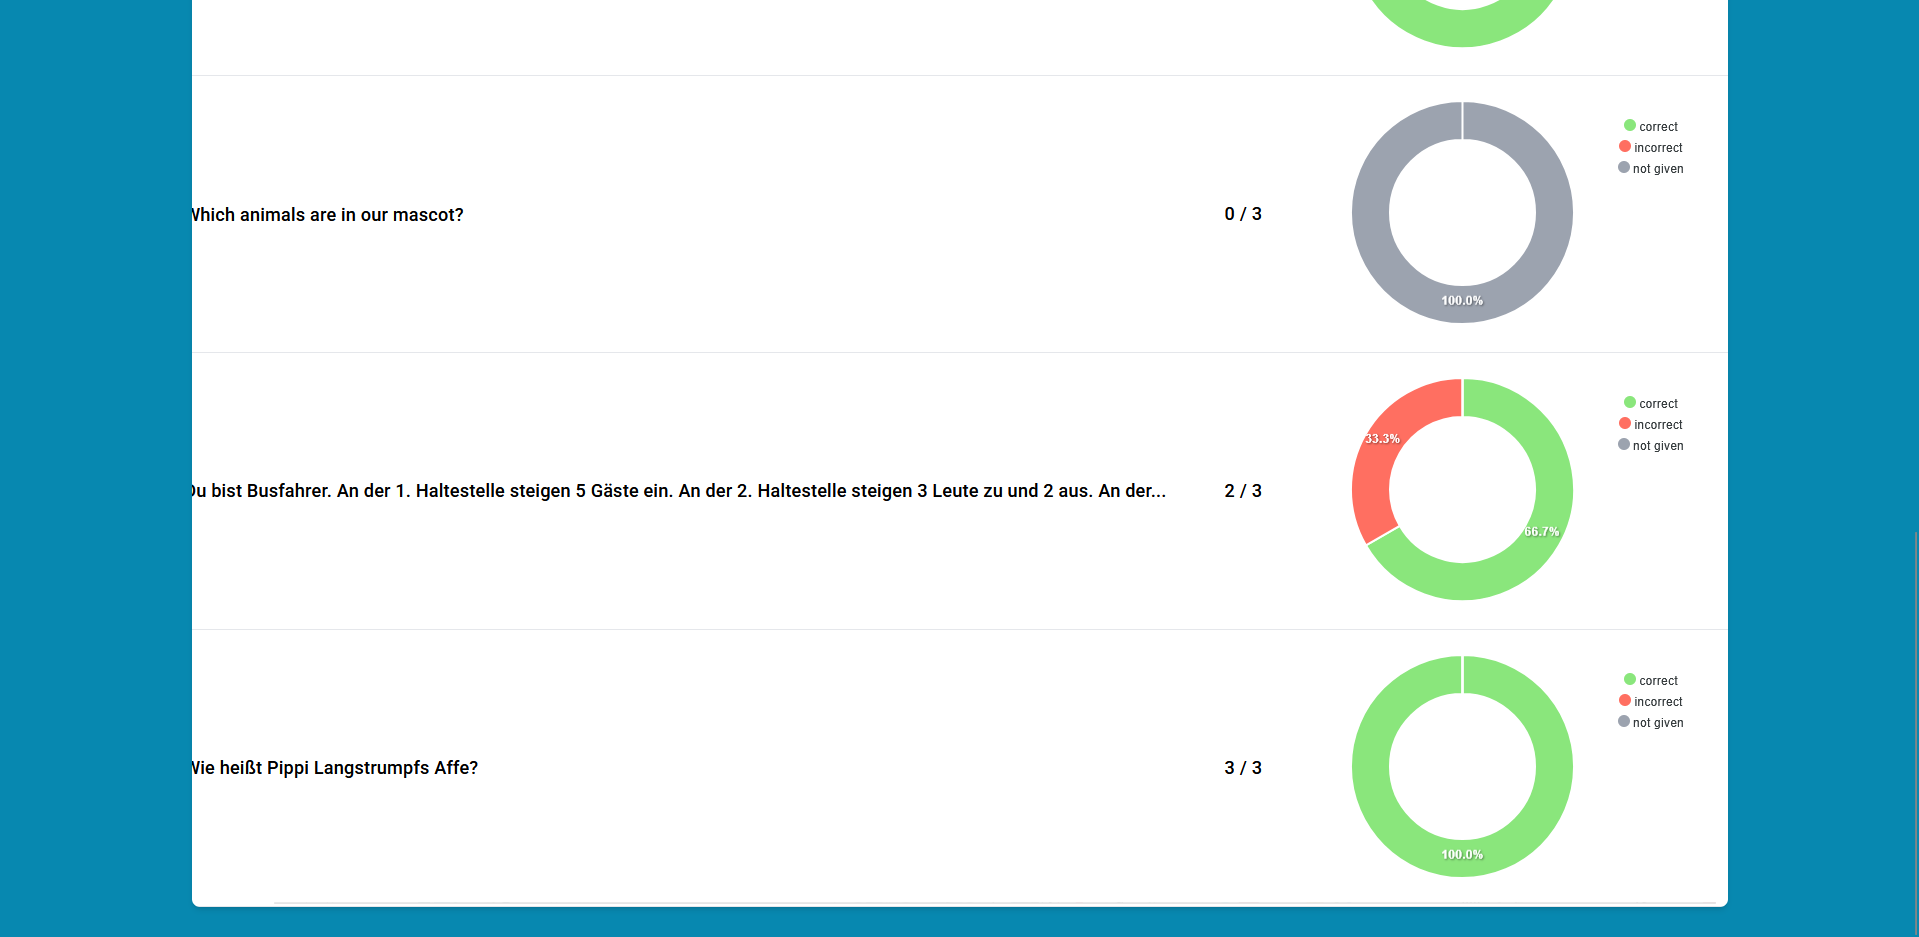 Which animals are in our mascot?
0 / 3
100.0%
correct
incorrect
not given
Du bist Busfahrer. An der 1. Haltestelle steigen 5 Gäste ein. An der 2. Haltestelle steigen 3 Leute zu und 2 aus. An der...
2 / 3
33.3%
66.7%
correct
incorrect
not given
Wie heißt Pippi Langstrumpfs Affe?
3 / 3
100.0%
correct
incorrect
not given